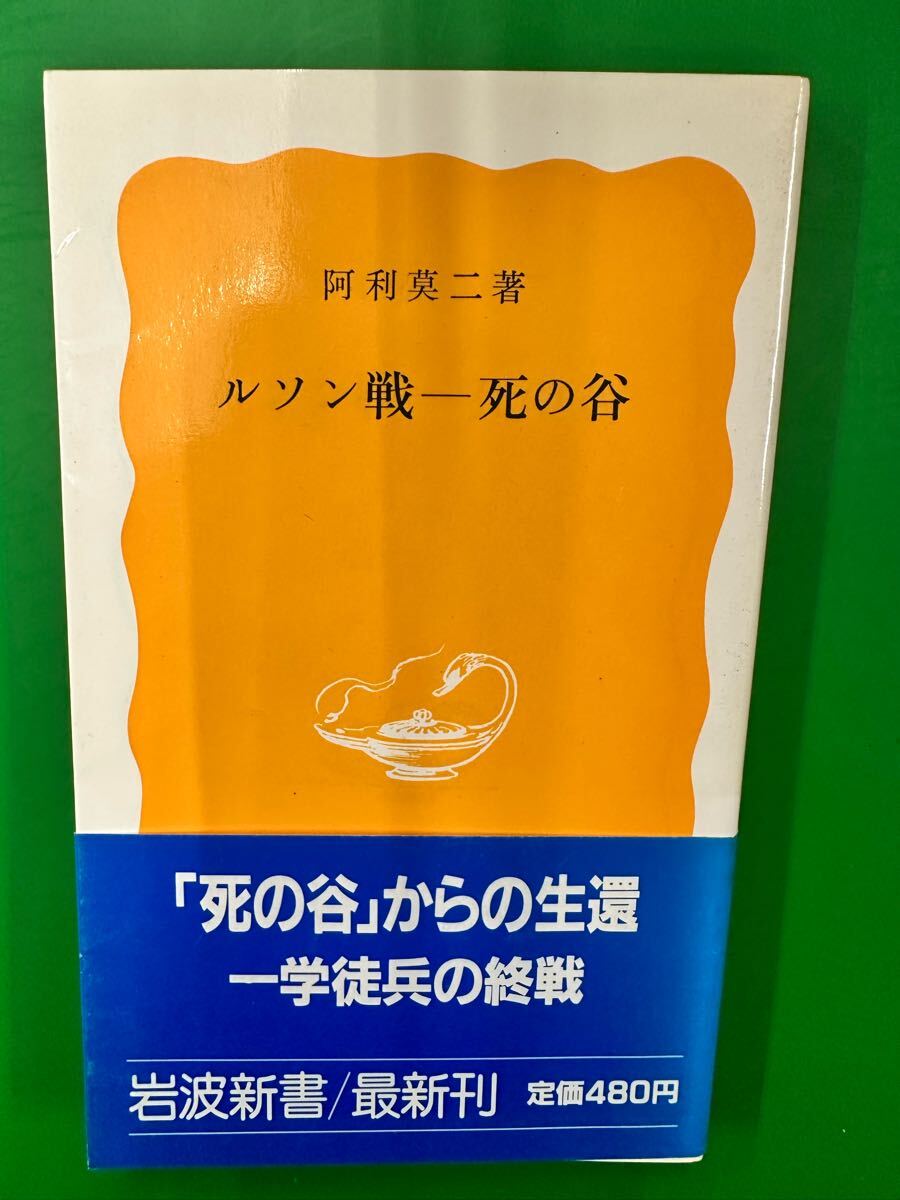 阿利莫二著
ルソン戦―死の谷
「死の谷」からの生還
一学徒兵の終戦
岩波新書/最新刊 定価480円